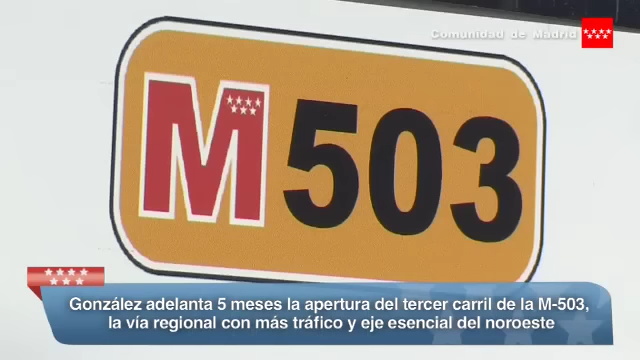 Comunidad de Madrid
M503
González adelanta 5 meses la apertura del tercer carril de la M-503,
la vía regional con más tráfico y eje esencial del noroeste